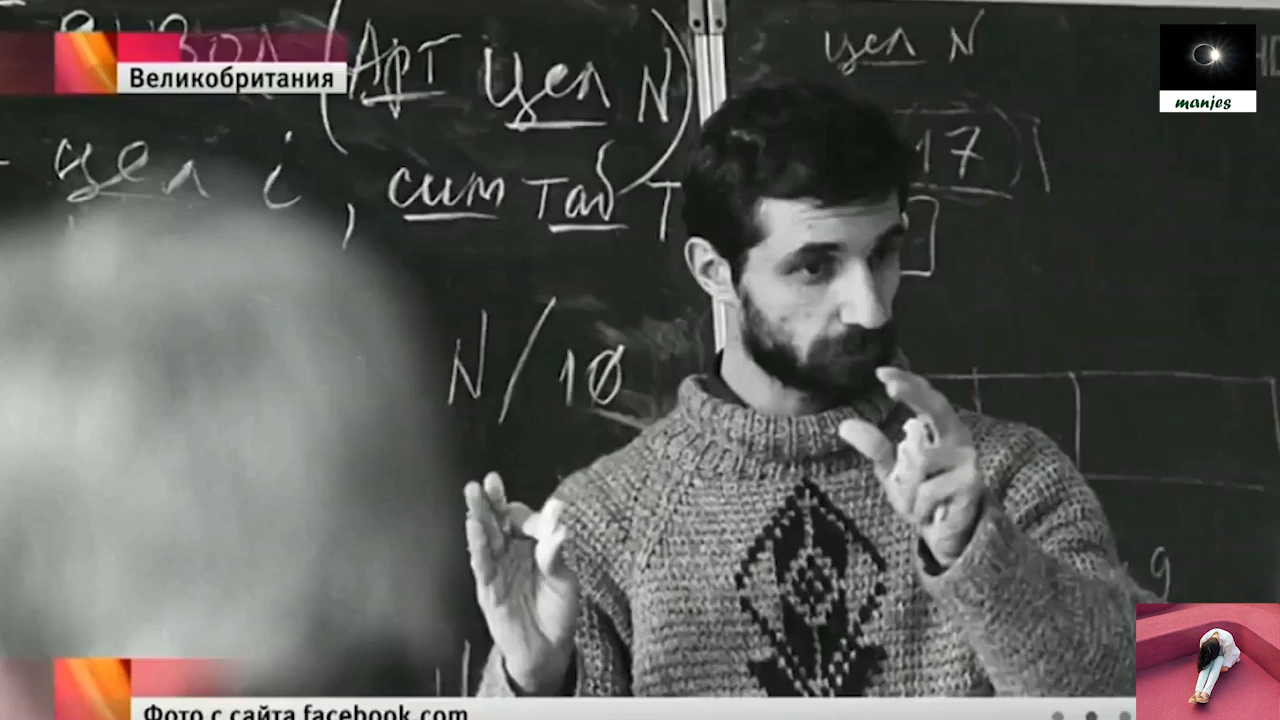 Великобритания
manjes
(Арт цел N)
цел N
цел i, сим таб Т
17
N/10
9
Фото с сайта facebook.com